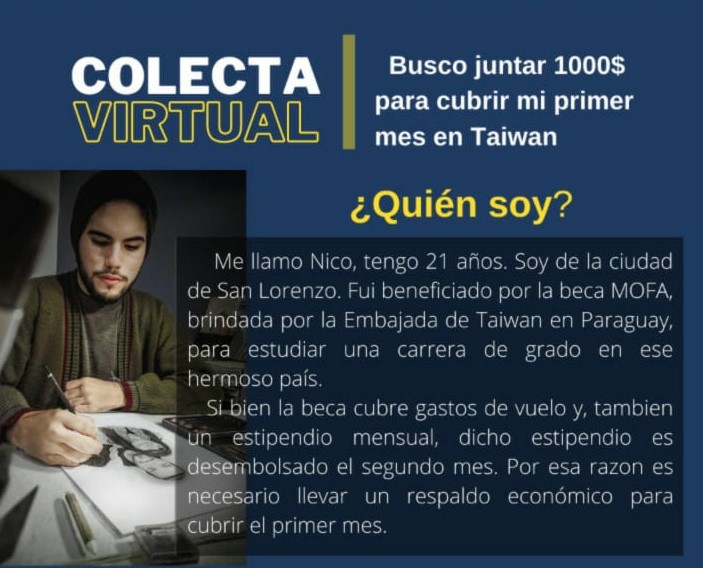 COLECTA
VIRTUAL
Busco juntar 1000$
para cubrir mi primer
mes en Taiwan
¿Quién soy?
Me llamo Nico, tengo 21 años. Soy de la ciudad
de San Lorenzo. Fui beneficiado por la beca MOFA,
brindada por la Embajada de Taiwan en Paraguay,
para estudiar una carrera de grado en ese
hermoso país.
Si bien la beca cubre gastos de vuelo y, tambien
un estipendio mensual, dicho estipendio es
desembolsado el segundo mes. Por esa razon es
necesario llevar un respaldo económico para
cubrir el primer mes.